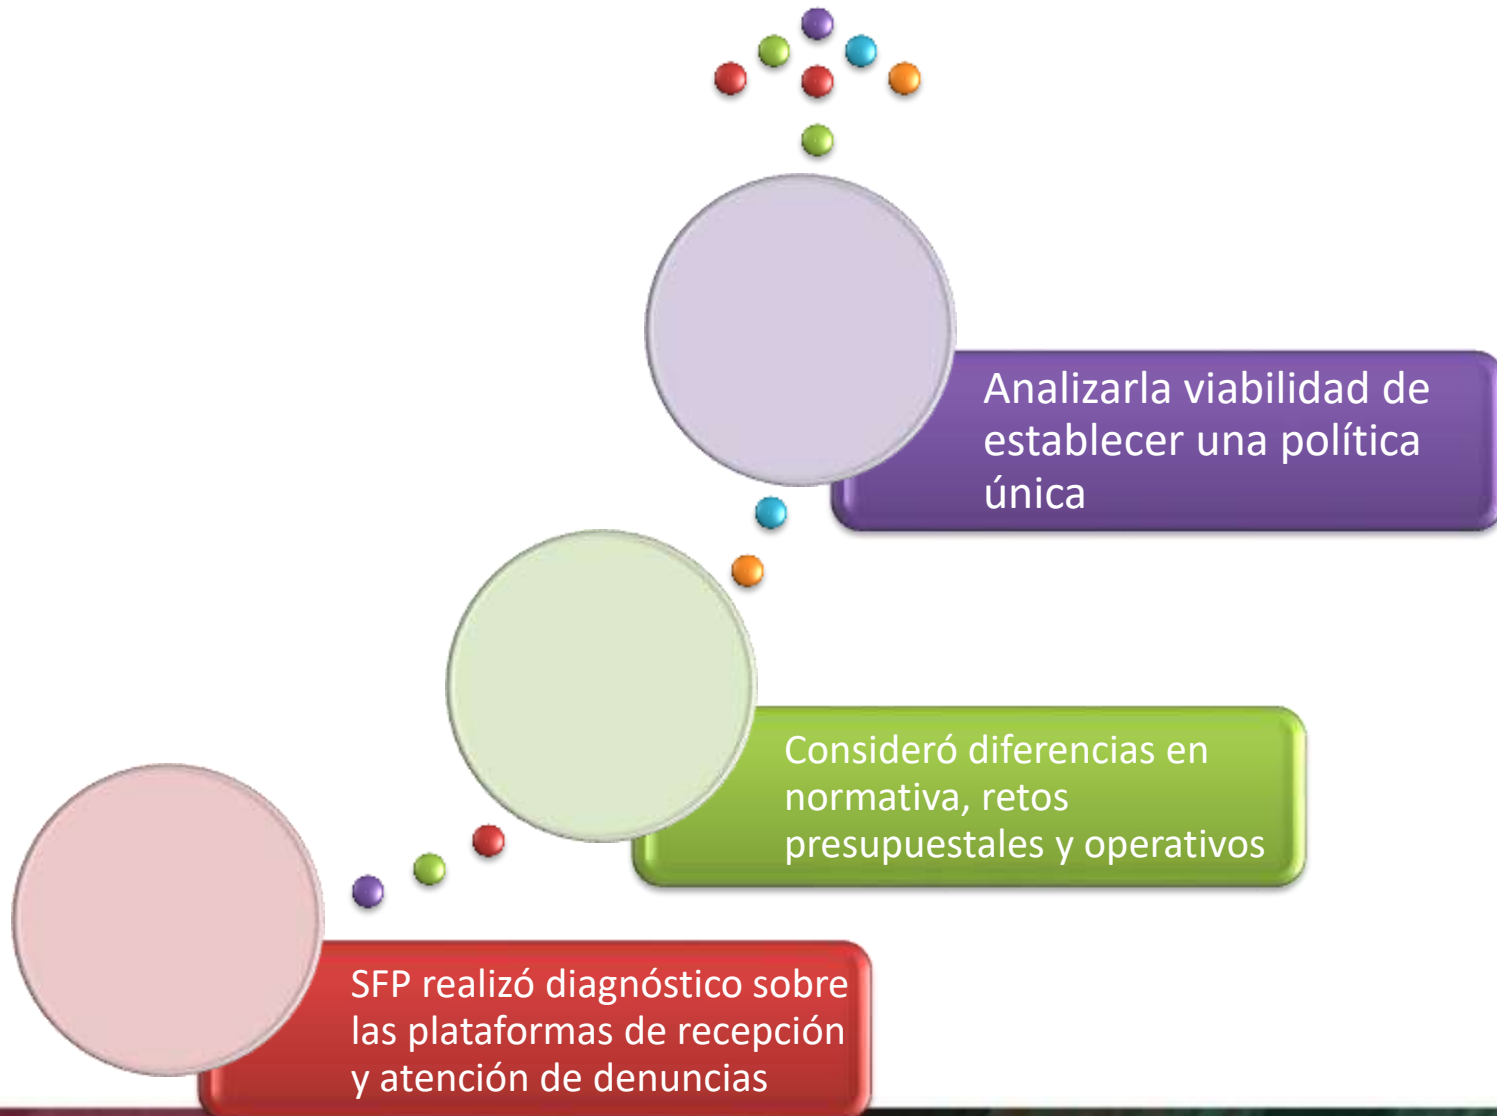 Analizarla viabilidad de
establecer una política
única
Consideró diferencias en
normativa, retos
presupuestales y operativos
SFP realizó diagnóstico sobre
las plataformas de recepción
y atención de denuncias